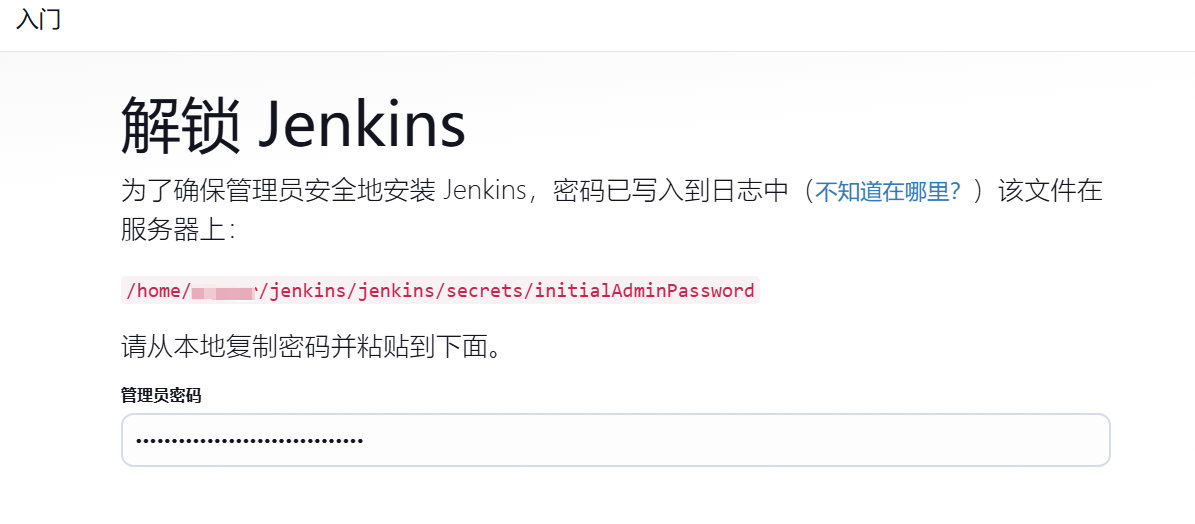 入门
解锁 Jenkins
为了确保管理员安全地安装 Jenkins，密码已写入到日志中（不知道在哪里？）该文件在
服务器上：
/home/ /jenkins/jenkins/secrets/initialAdminPassword
请从本地复制密码并粘贴到下面。
管理员密码